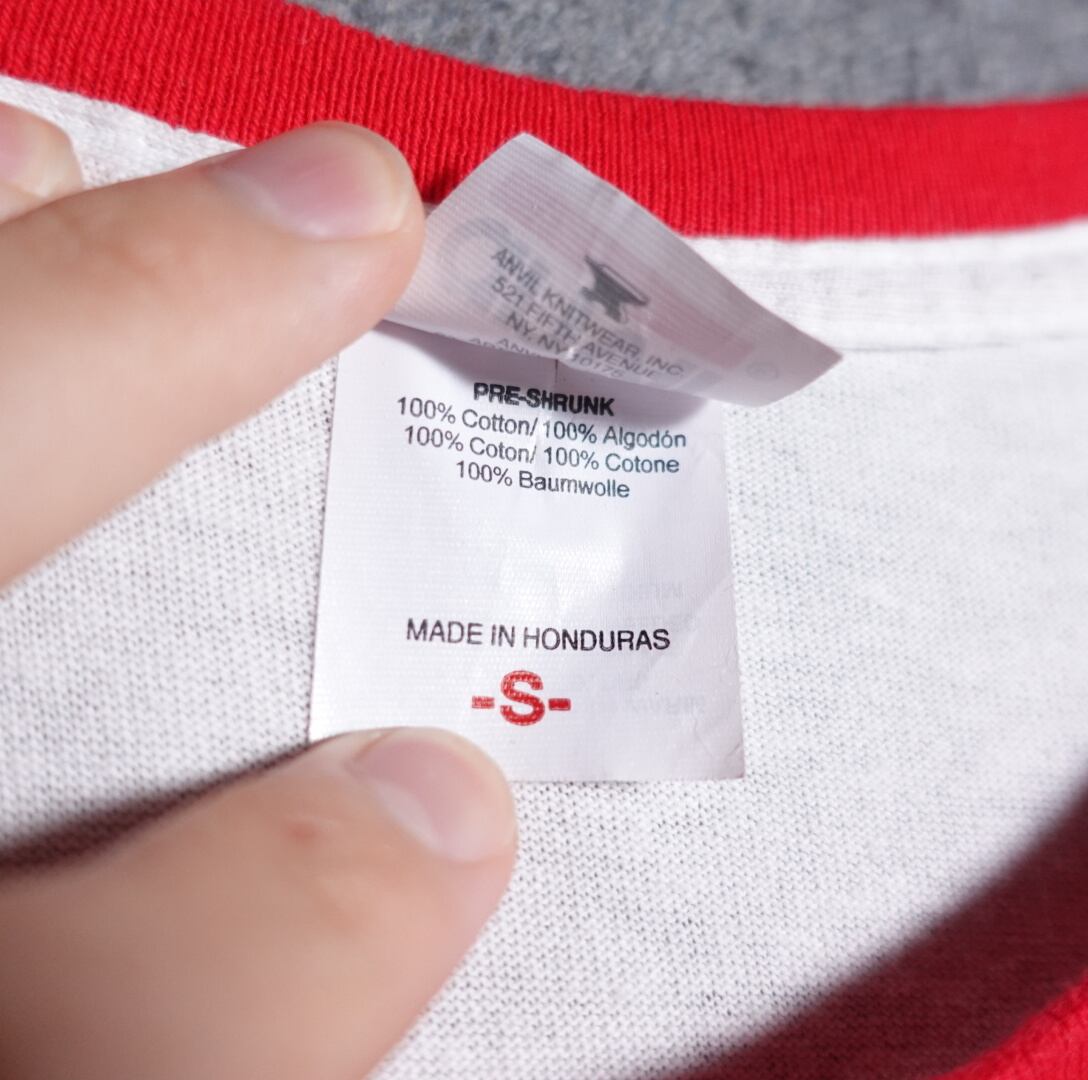 ANVIL KNITWEAR, INC.
521 FIFTH AVENUE
NY, NY 10175
PRE-SHRUNK
100% Cotton/ 100% Algodón
100% Coton/ 100% Cotone
100% Baumwolle
MADE IN HONDURAS
-S-